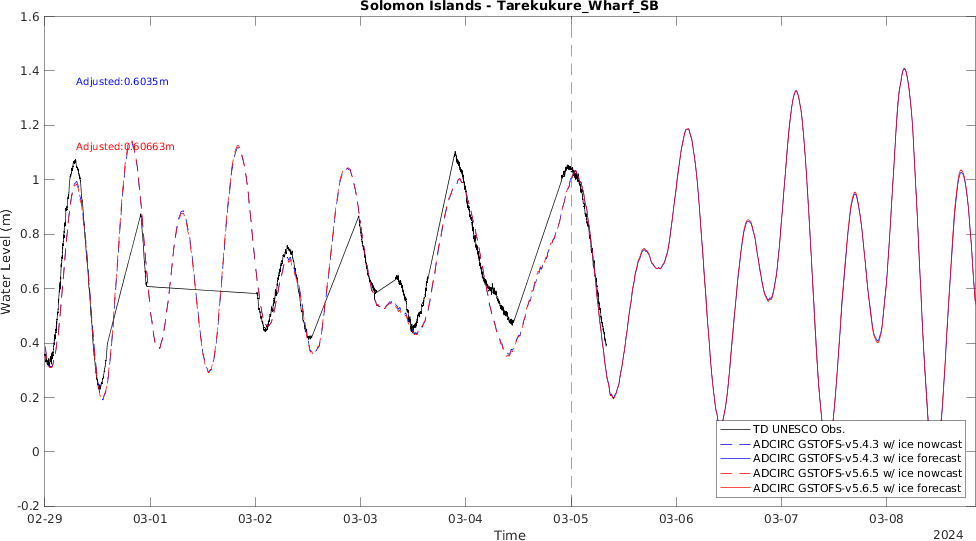 Solomon Islands - Tarekukure_Wharf_SB
1.6
1.4
1.2
1
0.8
0.6
0.4
0.2
0
-0.2
Water Level (m)
Adjusted:0.6035m
Adjusted:0.60663m
TD UNESCO Obs.
ADCIRC GSTOFS-v5.4.3 w/ ice nowcast
ADCIRC GSTOFS-v5.4.3 w/ ice forecast
ADCIRC GSTOFS-v5.6.5 w/ ice nowcast
ADCIRC GSTOFS-v5.6.5 w/ ice forecast
02-29 03-01 03-02 03-03 03-04 03-05 03-06 03-07 03-08
Time
2024